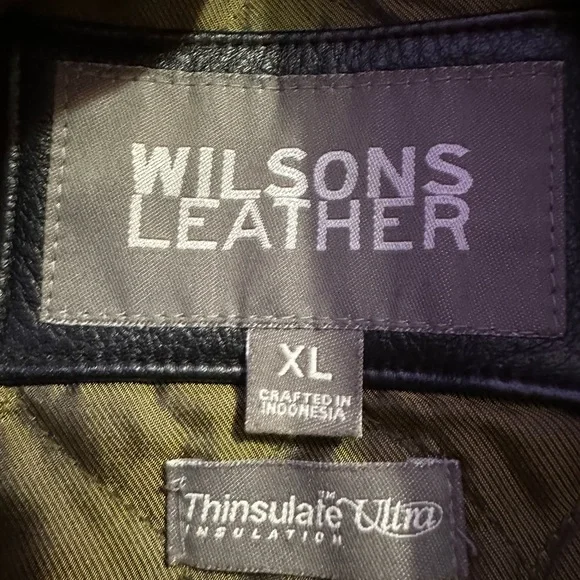 WILSONS
LEATHER
XL
CRAFTED IN
INDONESIA
Thinsulate™ Ultra
INSULATION